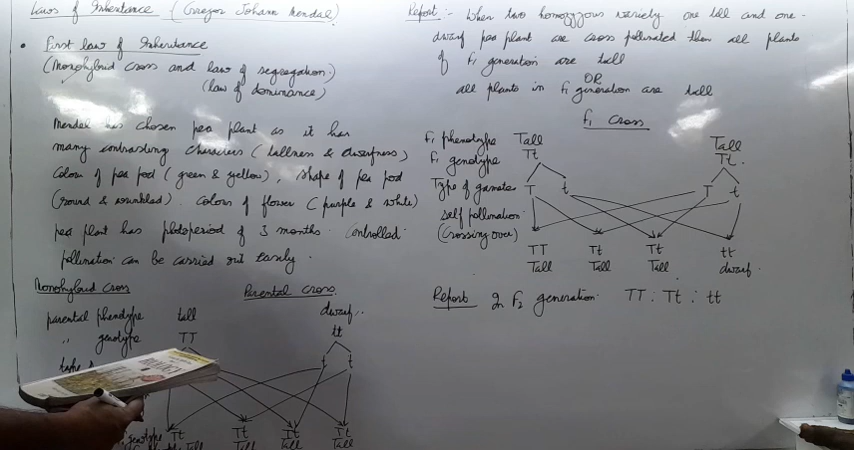 Laws of Inheritance (Gregor Johann Mendal)
• First law of Inheritance
(Monohybrid cross and law of segregation)
(law of dominance)
Mendel has chosen pea plant as it has
many contrasting characters (tallness & dwarfness)
colour of pea pod (green & yellow), shape of pea pod
(round & wrinkled). colour of flower (purple & white)
pea plant has photoperiod of 3 months. Controlled
pollination can be carried out easily.
Monohybrid cross Parental cross
parental phenotype tall dwarf
" genotype TT tt
t t
genotype Tt Tt Tt Tt
Tall Tall Tall Tall
Report:- When two homozygous variety one tall and one
dwarf pea plant are cross pollinated then all plants
of F1 generation are tall
OR
all plants in F1 generation are tall
F1 Cross
F1 phenotype Tall Tall
F1 genotype Tt Tt.
Type of gametes T t T t
self pollination
(Crossing over)
TT Tt Tt tt
Tall Tall Tall dwarf.
Report In F2 generation TT : Tt : tt
BIOLOGY